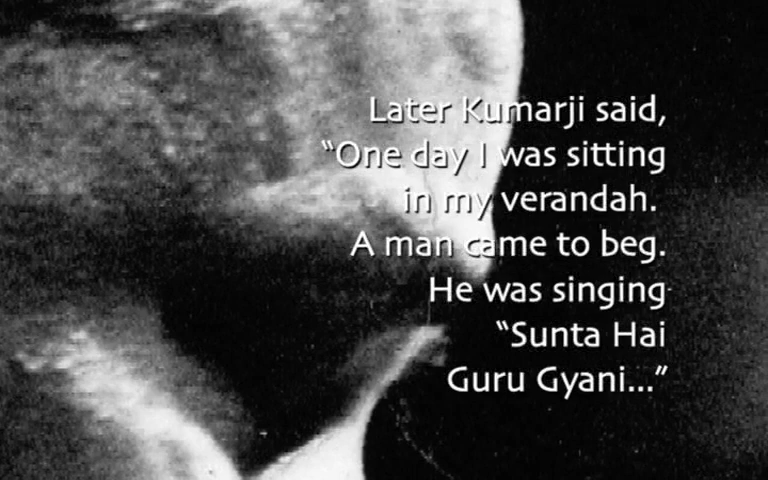 Later Kumarji said,
“One day I was sitting
in my verandah.
A man came to beg.
He was singing
“Sunta Hai
Guru Gyani...”